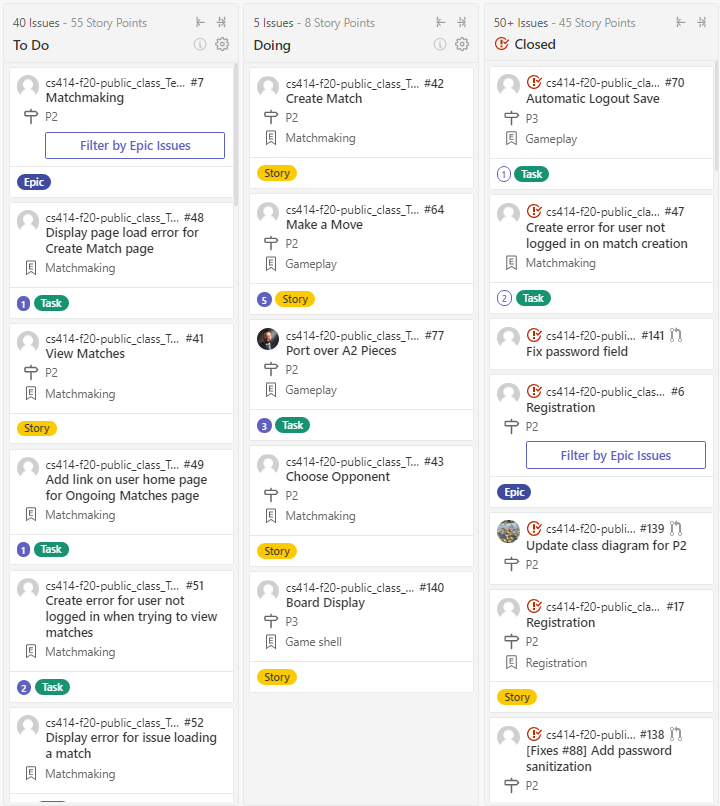 40 Issues - 55 Story Points
To Do
cs414-f20-public_class_Te... #7
Matchmaking
P2
Filter by Epic Issues
Epic
cs414-f20-public_class_T... #48
Display page load error for
Create Match page
Matchmaking
1 Task
cs414-f20-public_class_T... #41
View Matches
P2
Matchmaking
Story
cs414-f20-public_class_T... #49
Add link on user home page
for Ongoing Matches page
Matchmaking
1 Task
cs414-f20-public_class_T... #51
Create error for user not
logged in when trying to view
matches
Matchmaking
2 Task
cs414-f20-public_class_T... #52
Display error for issue loading
a match
Matchmaking
5 Issues - 8 Story Points
Doing
cs414-f20-public_class_T... #42
Create Match
P2
Matchmaking
Story
cs414-f20-public_class_T... #64
Make a Move
P2
Gameplay
5 Story
cs414-f20-public_class_T... #77
Port over A2 Pieces
P2
Gameplay
3 Task
cs414-f20-public_class_T... #43
Choose Opponent
P2
Matchmaking
Story
cs414-f20-public_class_... #140
Board Display
P3
Game shell
Story
50+ Issues - 45 Story Points
Closed
cs414-f20-public_cla... #70
Automatic Logout Save
P3
Gameplay
1 Task
cs414-f20-public_cla... #47
Create error for user not
logged in on match creation
Matchmaking
2 Task
cs414-f20-publi... #141
Fix password field
cs414-f20-public_clas... #6
Registration
P2
Filter by Epic Issues
Epic
cs414-f20-publi... #139
Update class diagram for P2
P2
cs414-f20-public_cla... #17
Registration
P2
Registration
Story
cs414-f20-publi... #138
[Fixes #88] Add password
sanitization
P2